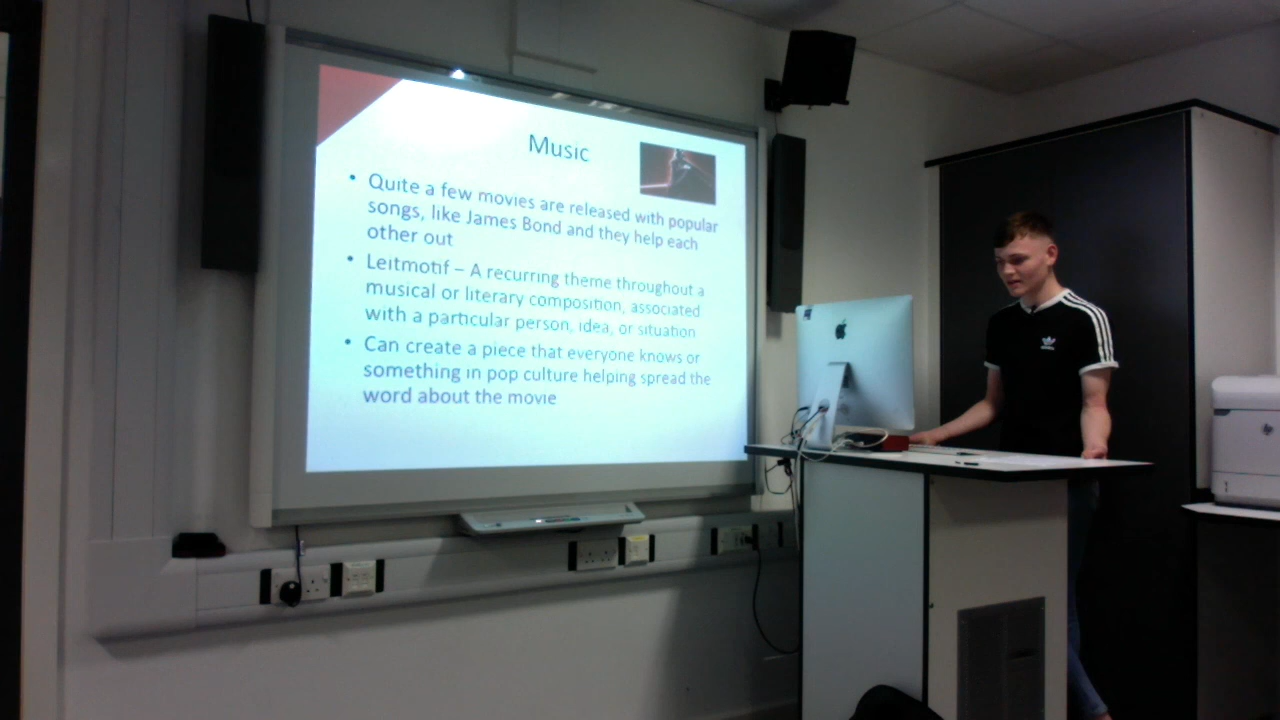 Music
Quite a few movies are released with popular
songs, like James Bond and they help each
other out
Leitmotif – A recurring theme throughout a
musical or literary composition, associated
with a particular person, idea, or situation
Can create a piece that everyone knows or
something in pop culture helping spread the
word about the movie